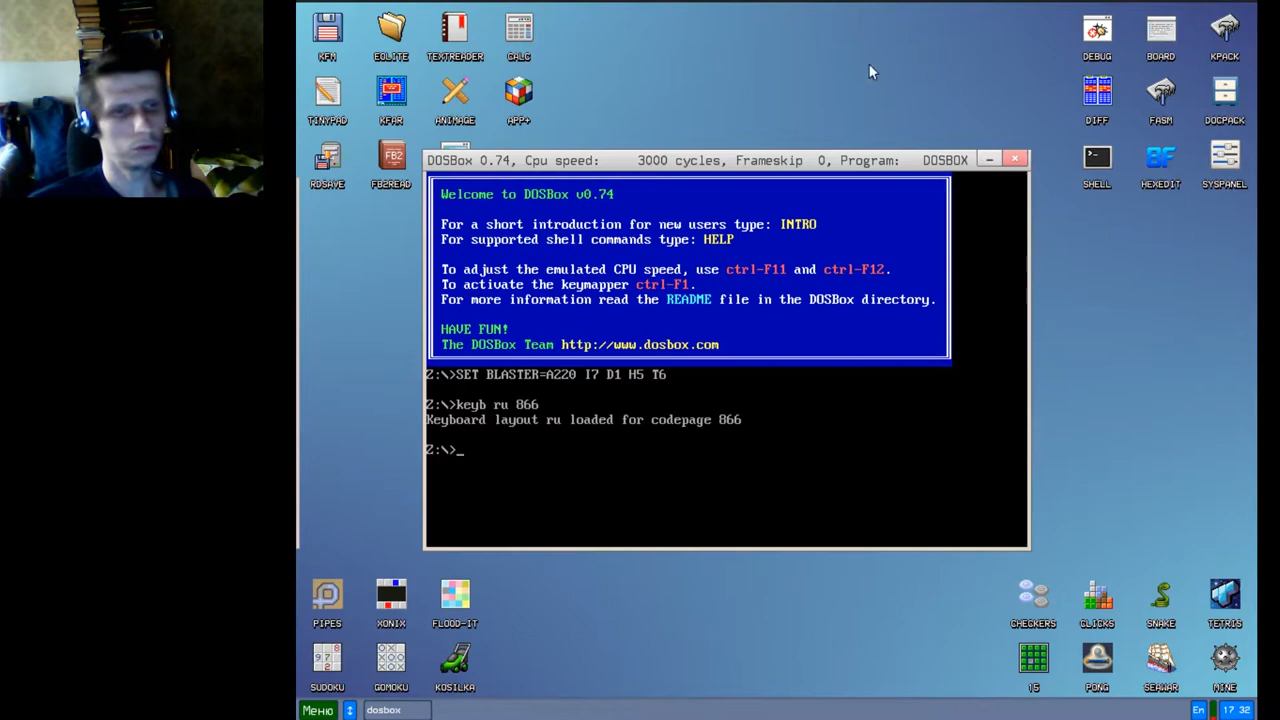 KFM
EOLITE
TEXTREADER
CALC
DEBUG
BOARD
KPACK
TINYPAD
KFAR
ANIMAGE
APP+
DIFF
FASM
DOCPACK
RDSAVE
FB2
FB2READ
>_
SHELL
BF
HEXEDIT
SYSPANEL
DOSBox 0.74, Cpu speed: 3000 cycles, Frameskip 0, Program: DOSBOX
Welcome to DOSBox v0.74
For a short introduction for new users type: INTRO
For supported shell commands type: HELP
To adjust the emulated CPU speed, use ctrl-F11 and ctrl-F12.
To activate the keymapper ctrl-F1.
For more information read the README file in the DOSBox directory.
HAVE FUN!
The DOSBox Team http://www.dosbox.com
Z:\>SET BLASTER=A220 I7 D1 H5 T6
Z:\>keyb ru 866
Keyboard layout ru loaded for codepage 866
Z:\>_
PIPES
XONIX
FLOOD-IT
CHECKERS
CLICKS
SNAKE
TETRIS
SUDOKU
GOMOKU
KOSILKA
15
PONG
SEAWAR
MINE
Меню
dosbox
En
17 32